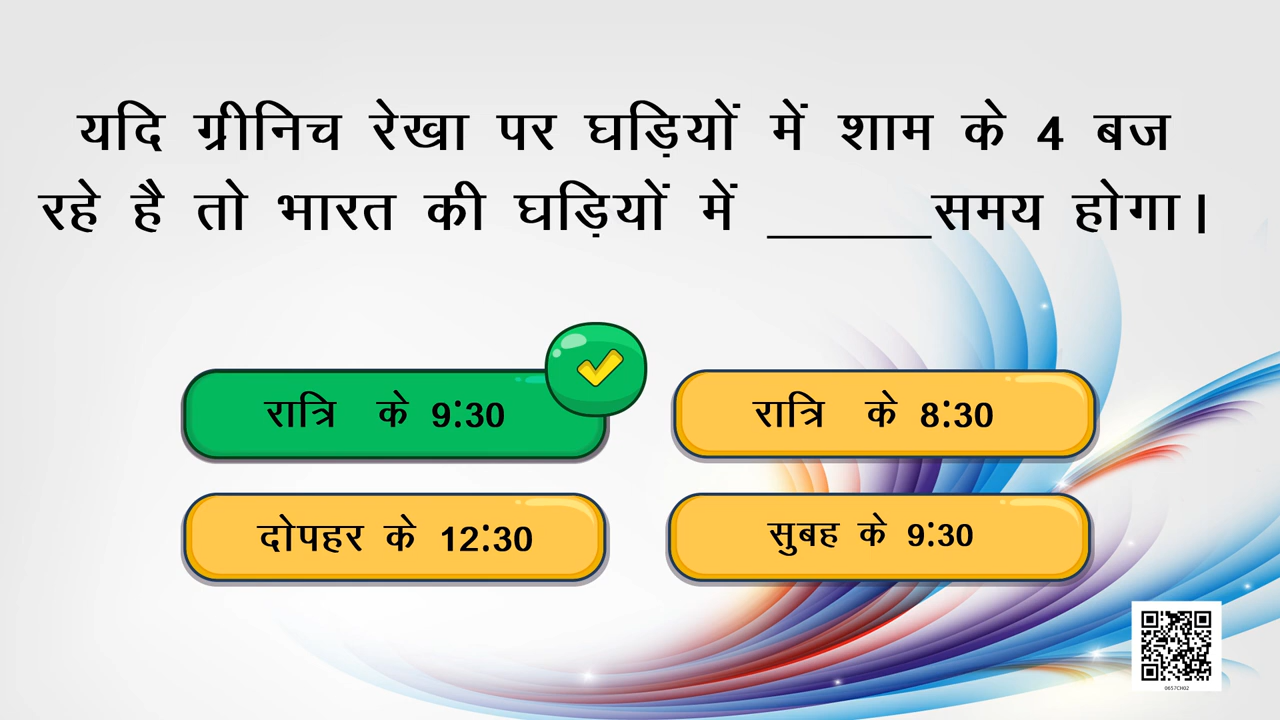 यदि ग्रीनिच रेखा पर घड़ियों में शाम के 4 बज
रहे है तो भारत की घड़ियों में ______समय होगा।
रात्रि के 9:30
रात्रि के 8:30
दोपहर के 12:30
सुबह के 9:30
0657CH02